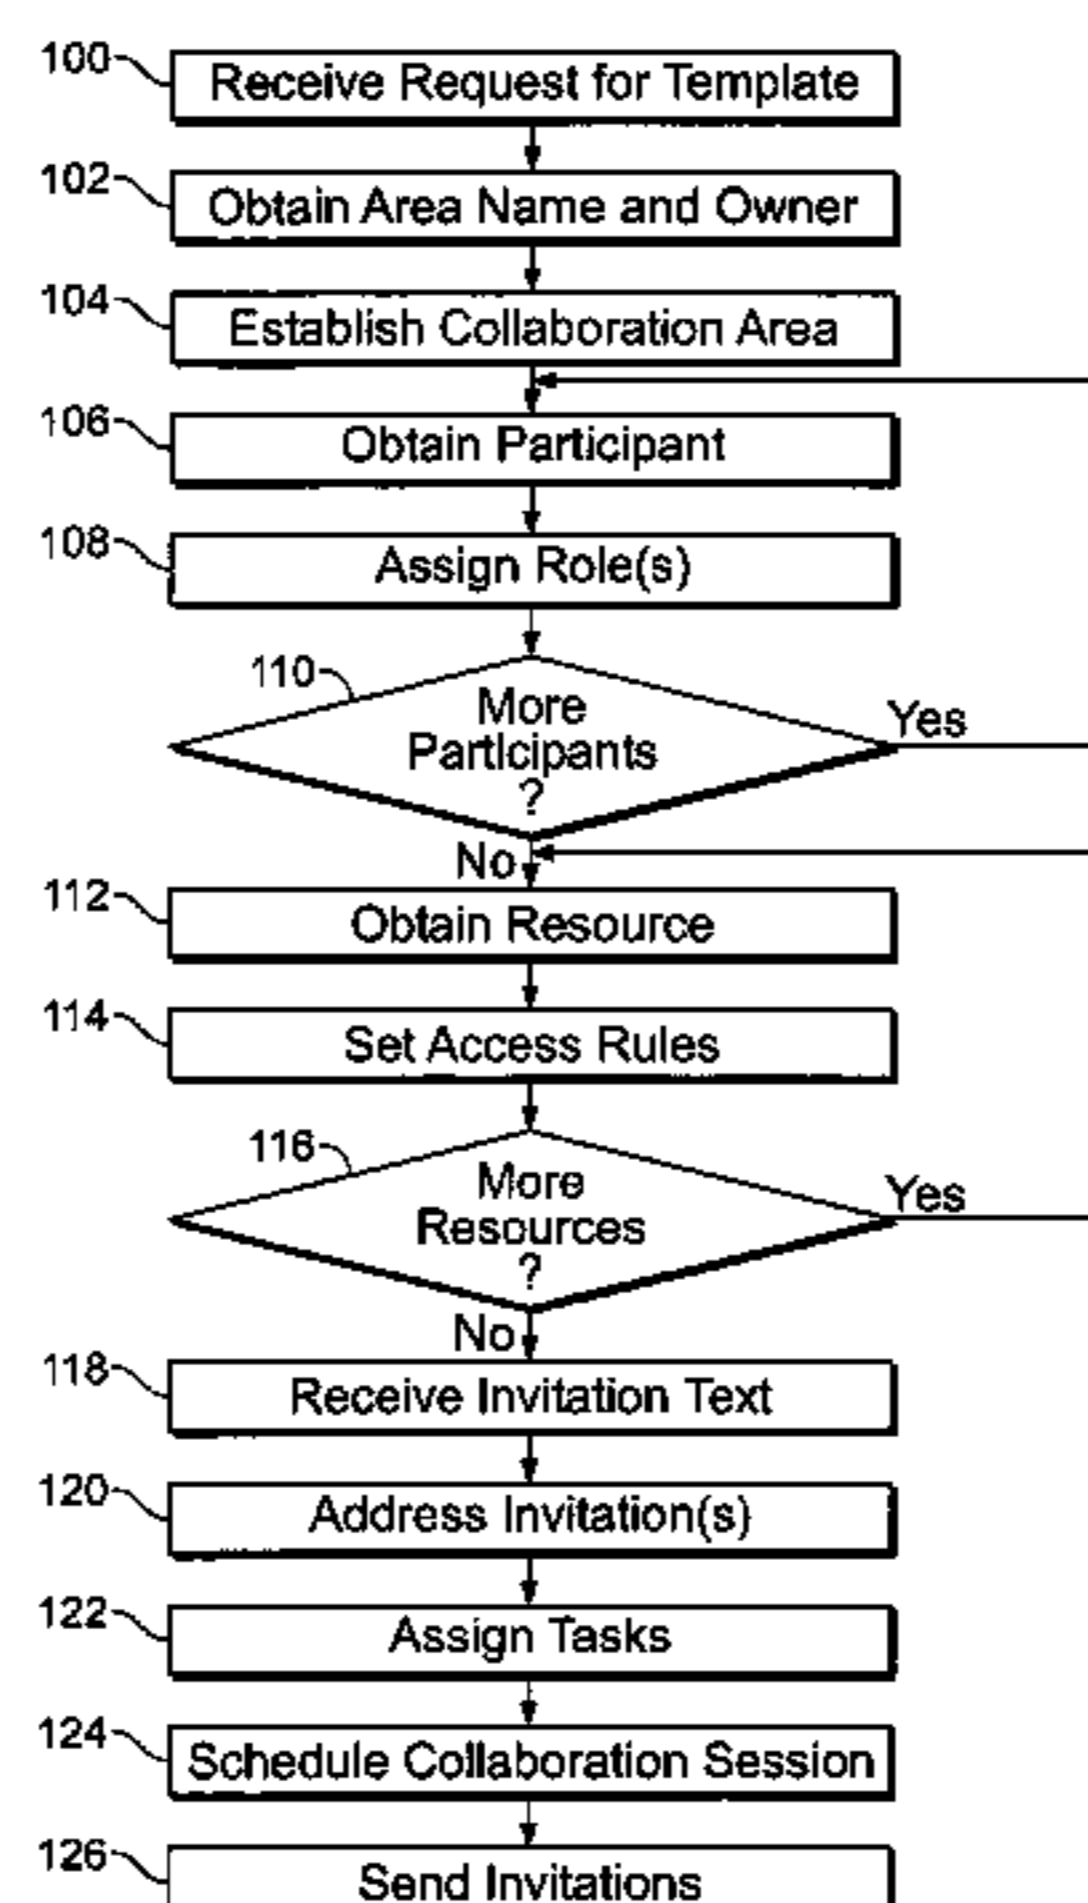 100
Receive Request for Template
102
Obtain Area Name and Owner
104
Establish Collaboration Area
106
Obtain Participant
108
Assign Role(s)
110
More
Participants
?
Yes
No
112
Obtain Resource
114
Set Access Rules
116
More
Resources
?
Yes
No
118
Receive Invitation Text
120
Address Invitation(s)
122
Assign Tasks
124
Schedule Collaboration Session
126
Send Invitations